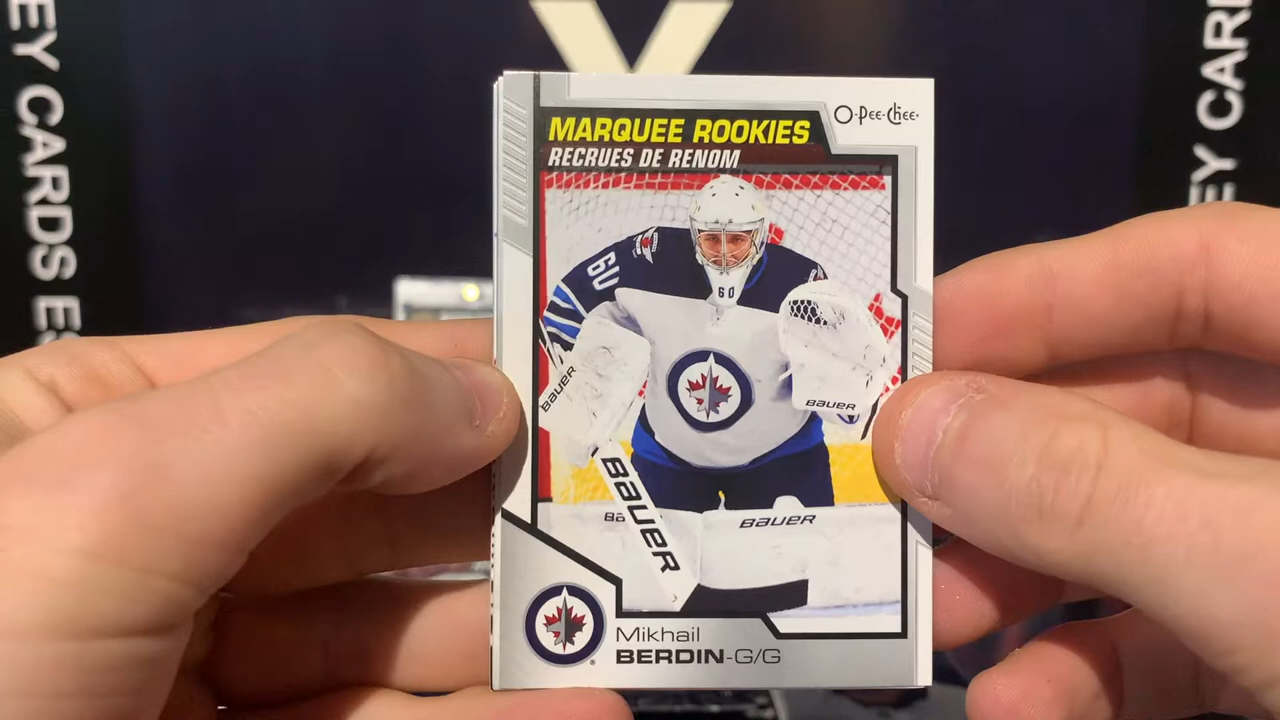 EY CARDS ES
EY CARD
O-Pee-Chee
MARQUEE ROOKIES
RECRUES DE RENOM
60
60
BAUER
BAUER
BAUER
BAUER
Mikhail
BERDIN-G/G